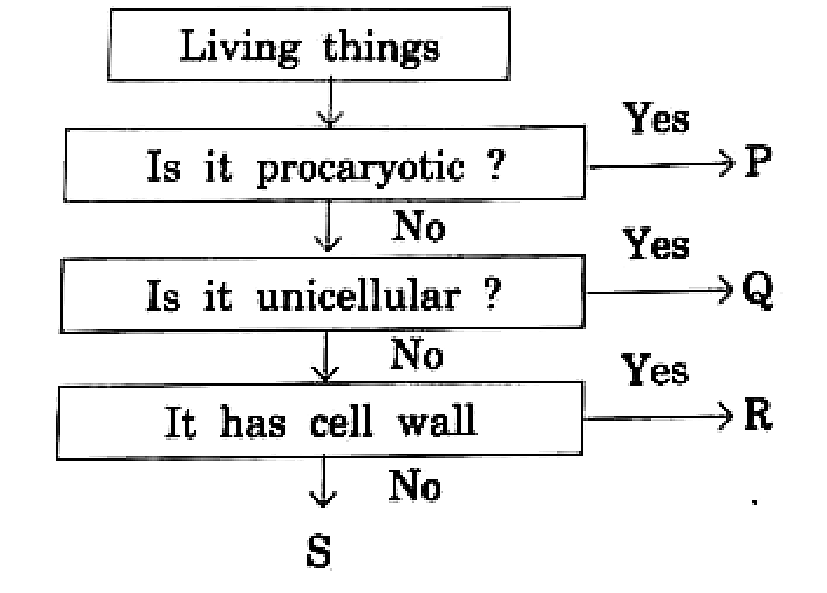 Living things
Yes
Is it procaryotic ? P
No
Yes
Is it unicellular ? Q
No
Yes
It has cell wall R
No
S